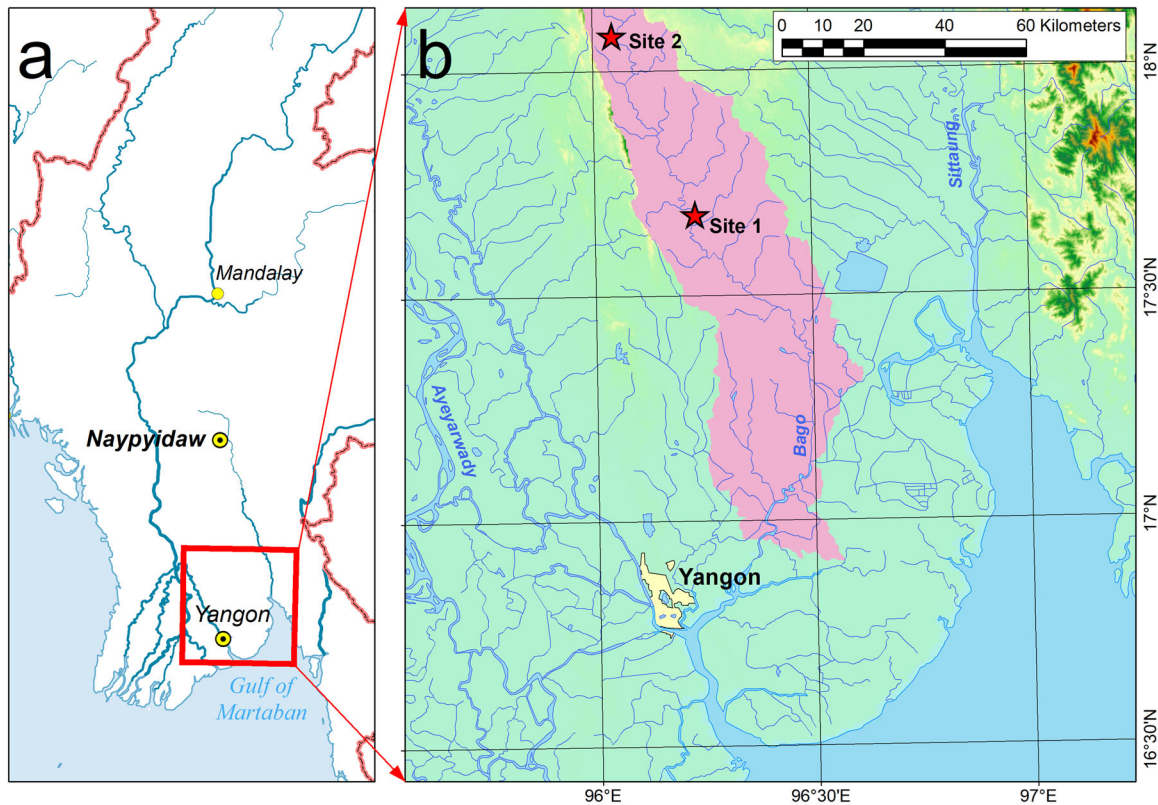 a
Mandalay
Naypyidaw
Yangon
Gulf of
Martaban
b
0 10 20 40 60 Kilometers
Site 2
Site 1
Sittaung
Ayeyarwady
Bago
Yangon
18°N
17°30'N
17°N
16°30'N
96°E
96°30'E
97°E